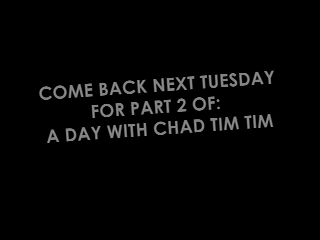 COME BACK NEXT TUESDAY
FOR PART 2 OF:
A DAY WITH CHAD TIM TIM